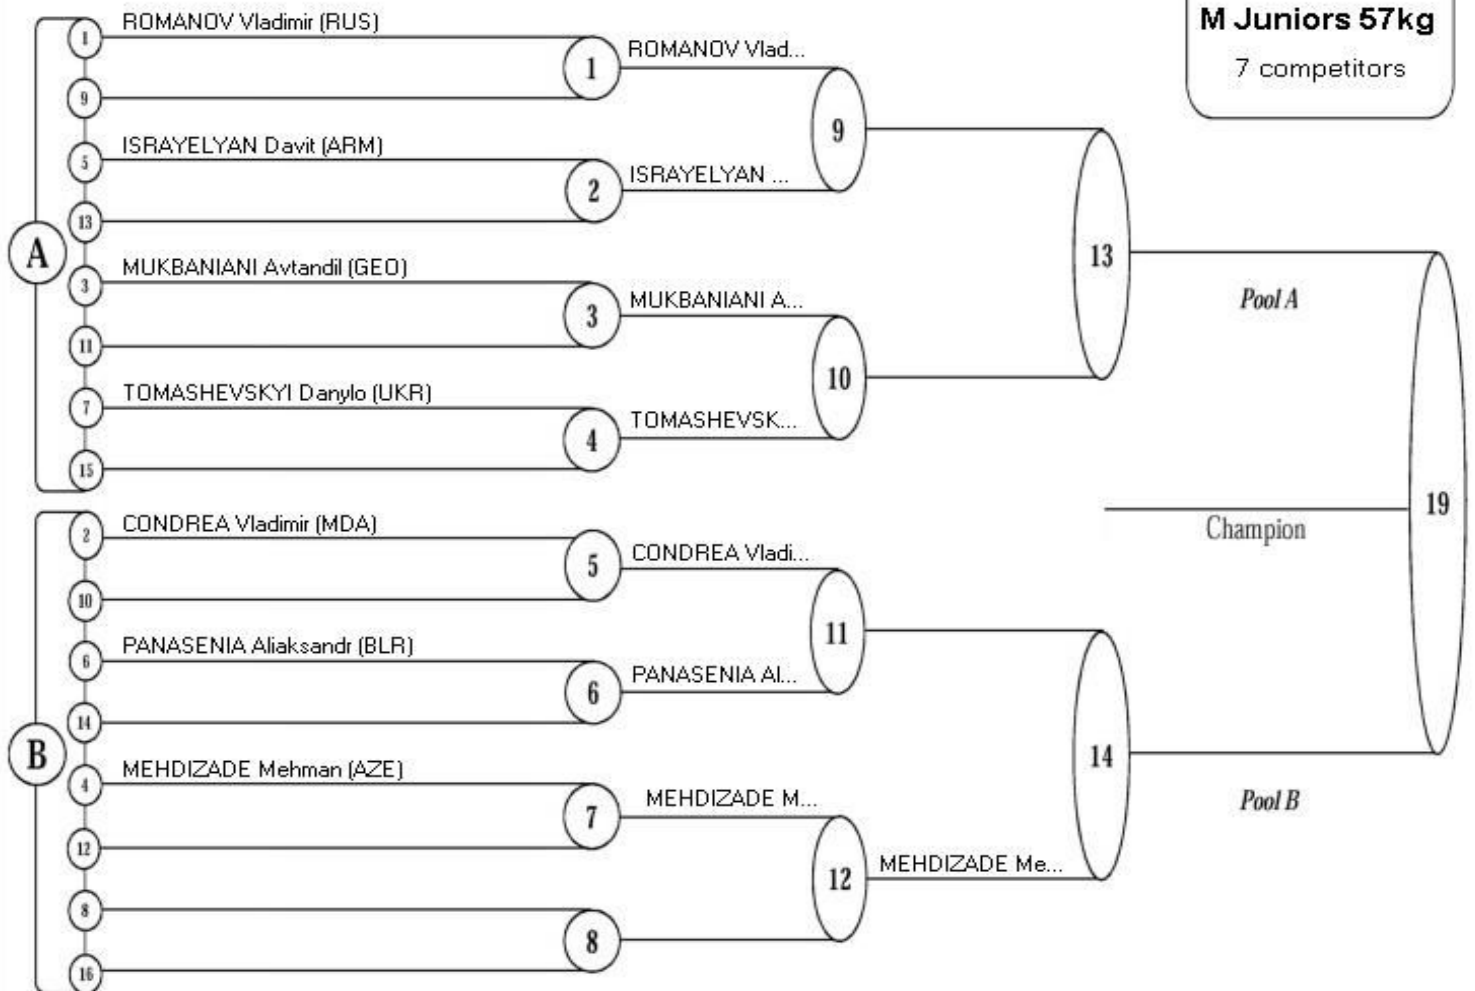 M Juniors 57kg
7 competitors
A
1
ROMANOV Vladimir (RUS)
9
1
ROMANOV Vlad...
5
ISRAYELYAN Davit (ARM)
13
2
ISRAYELYAN ...
9
3
MUKBANIANI Avtandil (GEO)
11
3
MUKBANIANI A...
7
TOMASHEVSKYI Danylo (UKR)
15
4
TOMASHEVSK...
10
13
Pool A
B
2
CONDREA Vladimir (MDA)
10
5
CONDREA Vladi...
6
PANASENIA Aliaksandr (BLR)
14
6
PANASENIA Al...
11
4
MEHDIZADE Mehman (AZE)
12
7
MEHDIZADE M...
8
16
8
12
MEHDIZADE Me...
14
Pool B
19
Champion